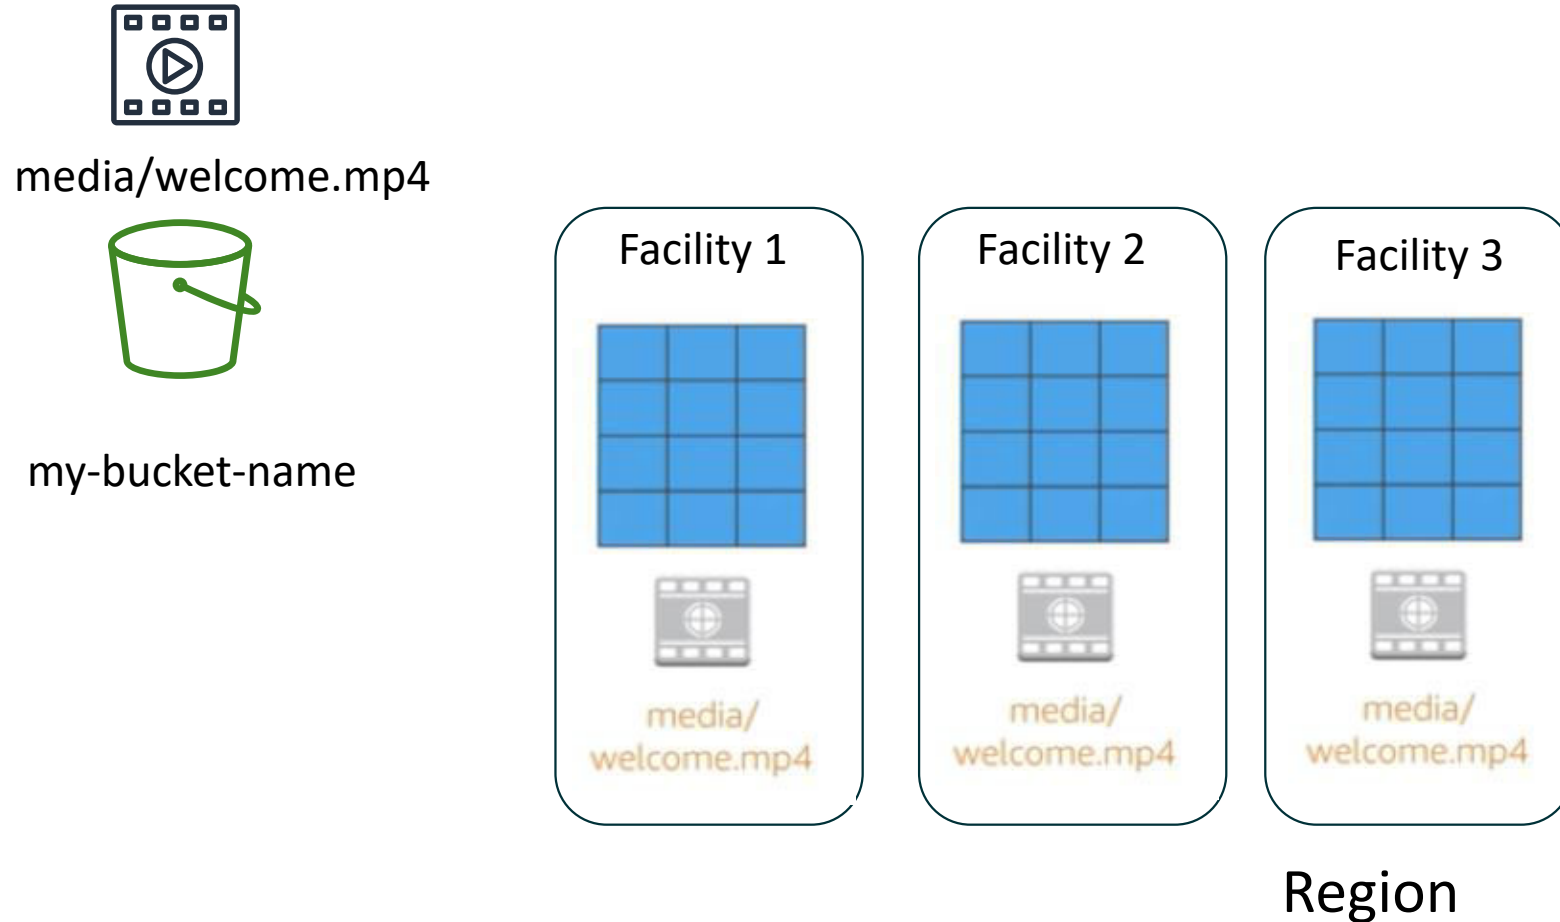 media/welcome.mp4
my-bucket-name
Facility 1
media/
welcome.mp4
Facility 2
media/
welcome.mp4
Facility 3
media/
welcome.mp4
Region